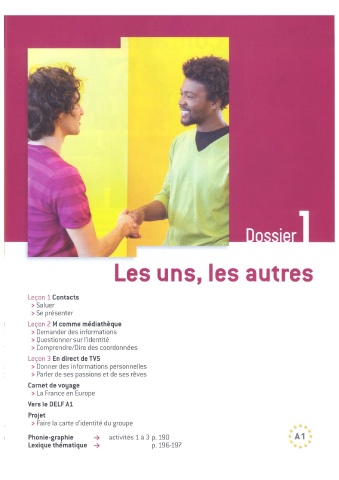 Dossier 1
Les uns, les autres
Leçon 1 Contacts
> Saluer
> Se présenter
Leçon 2 M comme médiathèque
> Demander des informations
> Questionner sur l'identité
> Comprendre/Dire des coordonnées
Leçon 3 En direct de TV5
> Donner des informations personnelles
> Parler de ses passions et de ses rêves
Carnet de voyage
> La France en Europe
Vers le DELF A1
Projet
> Faire la carte d'identité du groupe
Phonie-graphie → activités 1 à 3 p. 190
Lexique thématique → p. 196-197
A1